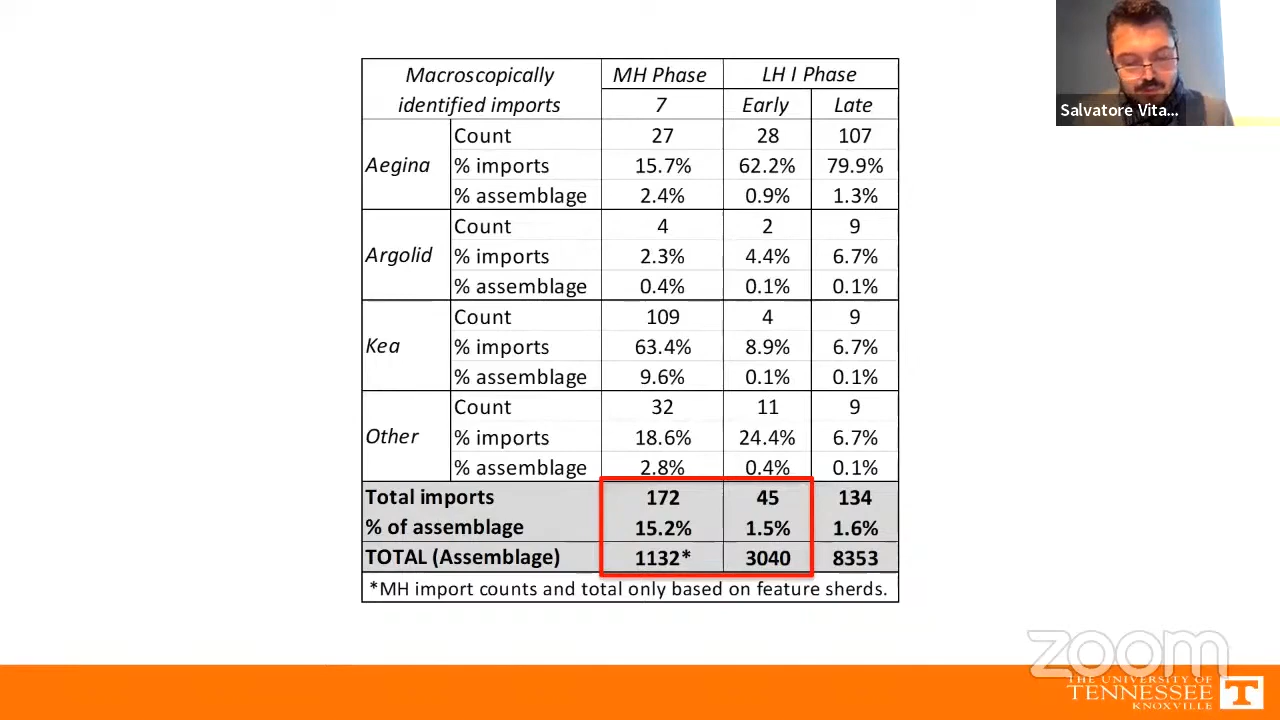 Macroscopically MH Phase LH I Phase
identified imports 7 Early Late
Count 27 28 107
Aegina % imports 15.7% 62.2% 79.9%
% assemblage 2.4% 0.9% 1.3%
Count 4 2 9
Argolid % imports 2.3% 4.4% 6.7%
% assemblage 0.4% 0.1% 0.1%
Count 109 4 9
Kea % imports 63.4% 8.9% 6.7%
% assemblage 9.6% 0.1% 0.1%
Count 32 11 9
Other % imports 18.6% 24.4% 6.7%
% assemblage 2.8% 0.4% 0.1%
Total imports 172 45 134
% of assemblage 15.2% 1.5% 1.6%
TOTAL (Assemblage) 1132* 3040 8353
*MH import counts and total only based on feature sherds.
Salvatore Vita...
zoom
THE UNIVERSITY OF
TENNESSEE
KNOXVILLE
T